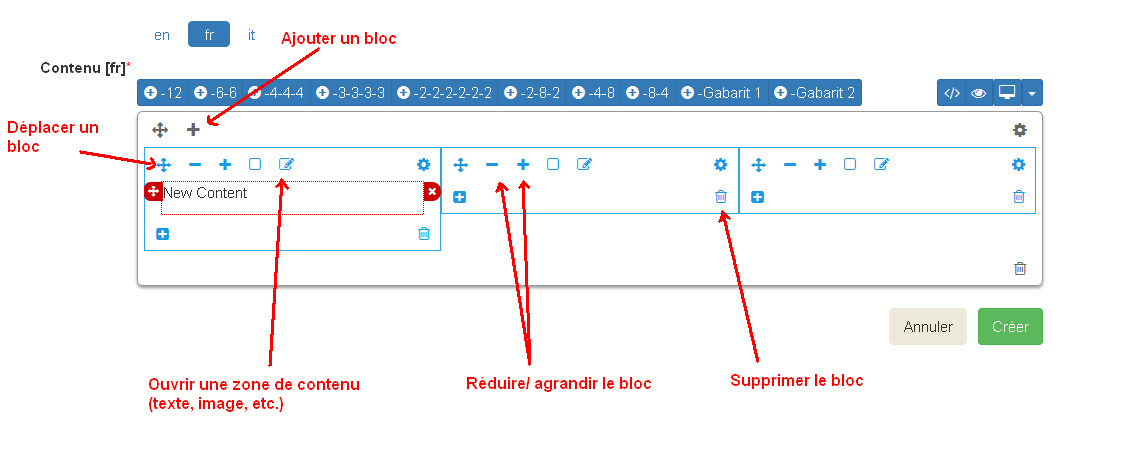 en fr it
Ajouter un bloc
Contenu [fr]*
-12 -6-6 -4-4-4 -3-3-3-3 -2-2-2-2-2-2 -2-8-2 -4-8 -8-4 -Gabarit 1 -Gabarit 2 </>
Déplacer un
bloc
New Content
Annuler Créer
Ouvrir une zone de contenu
(texte, image, etc.)
Réduire/ agrandir le bloc
Supprimer le bloc